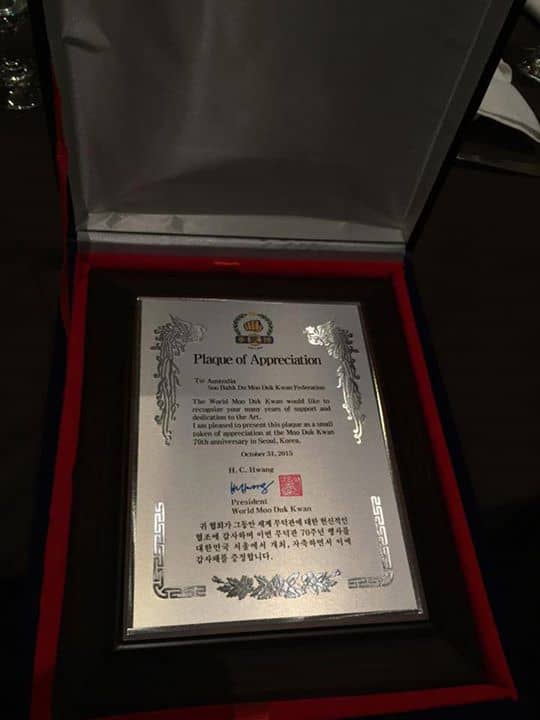 Plaque of Appreciation
To: Australia
Soo Bahk Do Moo Duk Kwan Federation
The World Moo Duk Kwan would like to
recognize your many years of support and
dedication to the Art.
I am pleased to present this plaque as a small
token of appreciation at the Moo Duk Kwan
70th anniversary in Seoul, Korea.
October 31, 2015
H. C. Hwang
President
World Moo Duk Kwan
귀 협회가 그동안 세계 무덕관에 대한 헌신적인
협조에 감사하며 이번 무덕관 70주년 행사를
대한민국 서울에서 개최, 자축하면서 이에
감사패를 증정합니다.